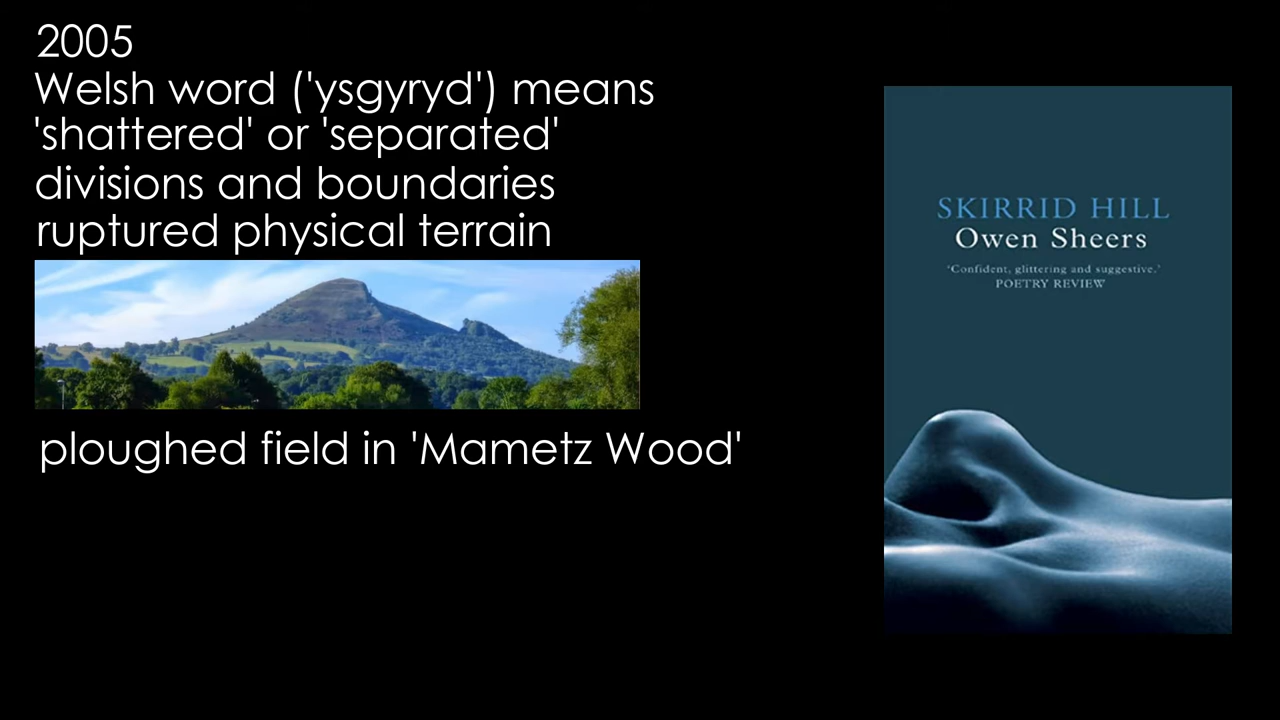 2005
Welsh word ('ysgyryd') means
'shattered' or 'separated'
divisions and boundaries
ruptured physical terrain
ploughed field in 'Mametz Wood'
SKIRRID HILL
Owen Sheers
'Confident, glittering and suggestive.'
POETRY REVIEW